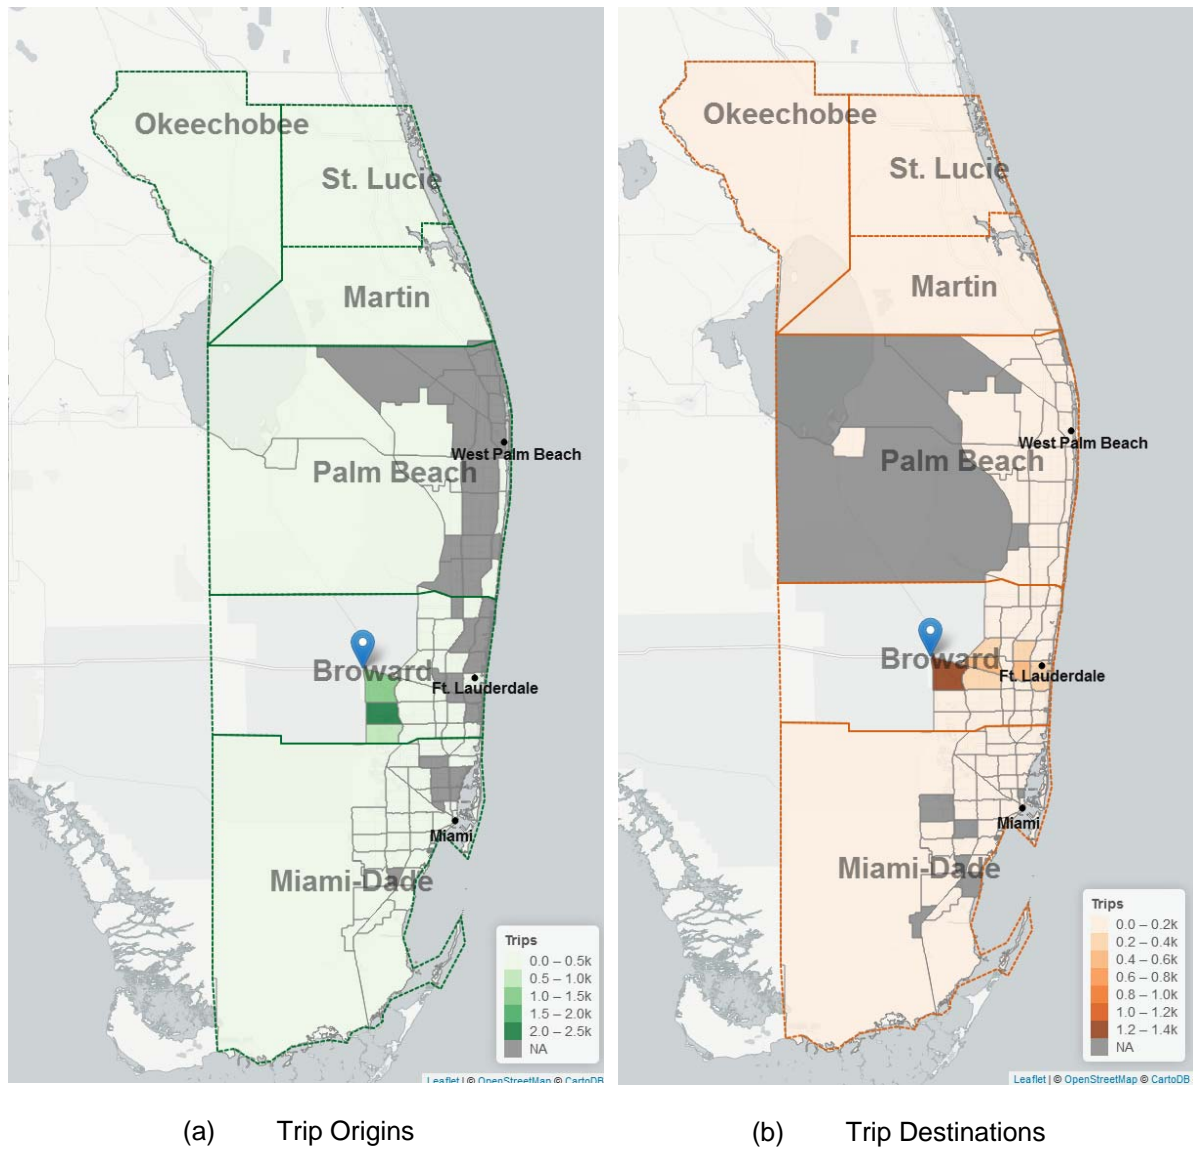 Okeechobee
St. Lucie
Martin
West Palm Beach
Palm Beach
Broward
Ft. Lauderdale
Miami
Miami-Dade
Trips
0.0 – 0.5k
0.5 – 1.0k
1.0 – 1.5k
1.5 – 2.0k
2.0 – 2.5k
NA
Leaflet | © OpenStreetMap © CartoDB
Okeechobee
St. Lucie
Martin
West Palm Beach
Palm Beach
Broward
Ft. Lauderdale
Miami
Miami-Dade
Trips
0.0 – 0.2k
0.2 – 0.4k
0.4 – 0.6k
0.6 – 0.8k
0.8 – 1.0k
1.0 – 1.2k
1.2 – 1.4k
NA
Leaflet | © OpenStreetMap © CartoDB
(a) Trip Origins
(b) Trip Destinations